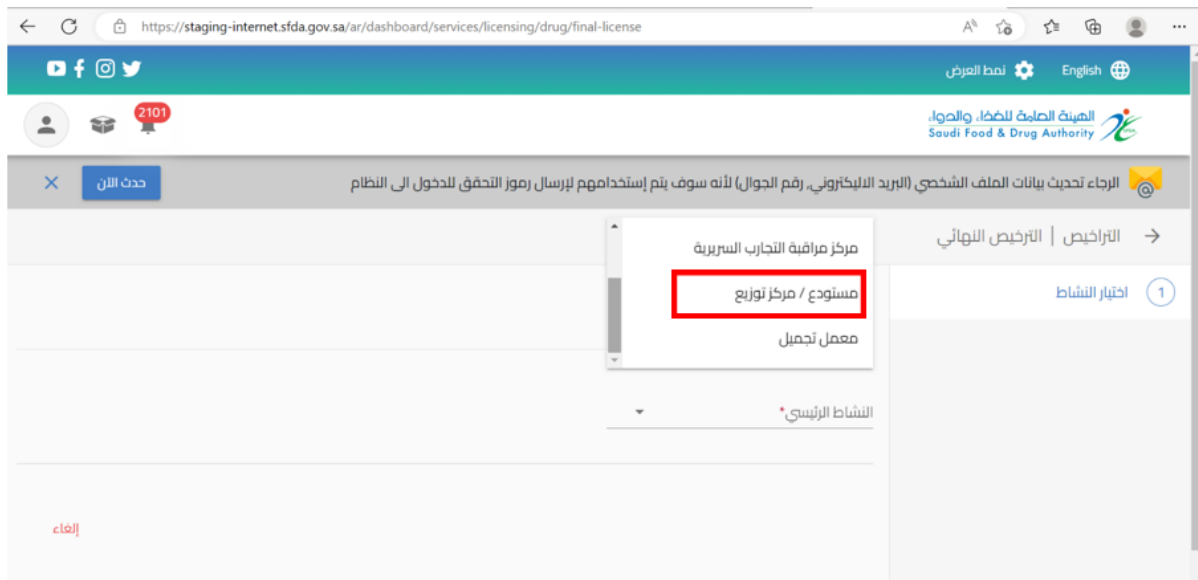 https://staging-internet.sfda.gov.sa/ar/dashboard/services/licensing/drug/final-license
English
نمط العرض
الهيئة العامة للغذاء والدواء
Saudi Food & Drug Authority
2101
الرجاء تحديث بيانات الملف الشخصي (البريد الاليكتروني, رقم الجوال) لأنه سوف يتم إستخدامهم لإرسال رموز التحقق للدخول الى النظام
حدث الآن
التراخيص | الترخيص النهائي
1 اختيار النشاط
مركز مراقبة التجارب السريرية
مستودع / مركز توزيع
معمل تجميل
النشاط الرئيسي*
إلغاء